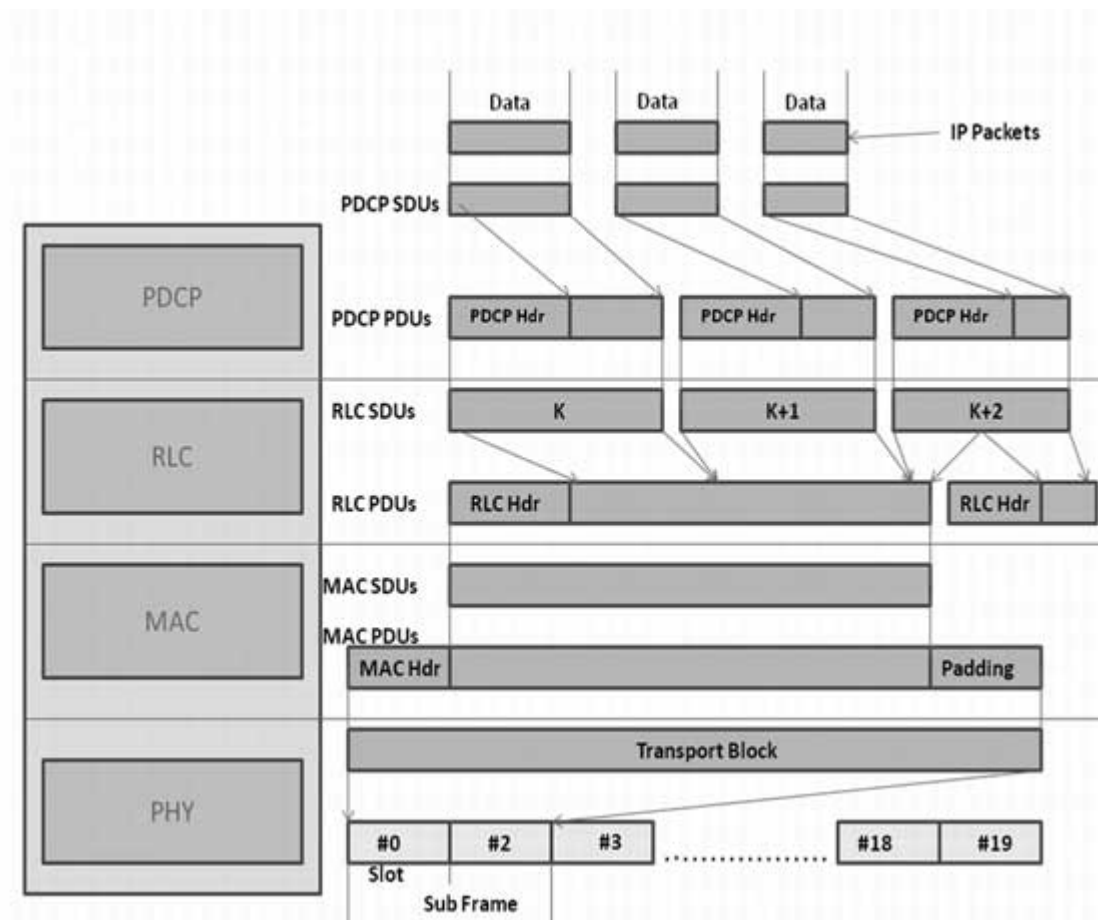 Data Data Data
IP Packets
PDCP SDUs
PDCP
PDCP PDUs
PDCP Hdr PDCP Hdr PDCP Hdr
RLC SDUs
K K+1 K+2
RLC
RLC PDUs
RLC Hdr RLC Hdr
MAC SDUs
MAC
MAC PDUs
MAC Hdr Padding
Transport Block
PHY
#0 #2 #3 #18 #19
Slot
Sub Frame